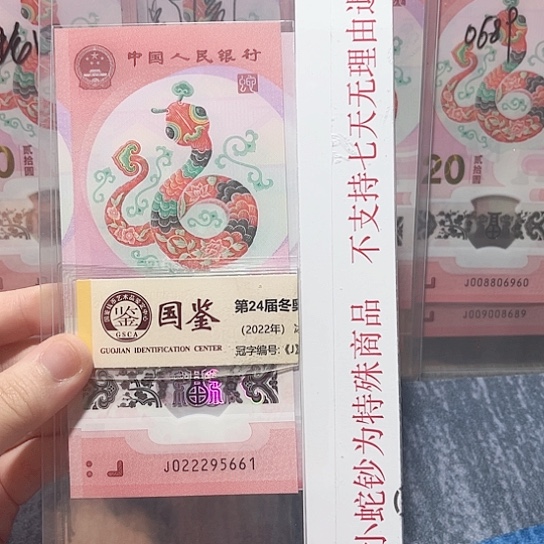 中国人民银行
国鉴
GSCA
GUOJIAN IDENTIFICATION CENTER
第24届冬奥
(2022年)
冠字编号:《J
J022295661
小蛇钞为特殊商品 不支持七天无理由退
0689
20
贰拾圆
J008806960
J009008689